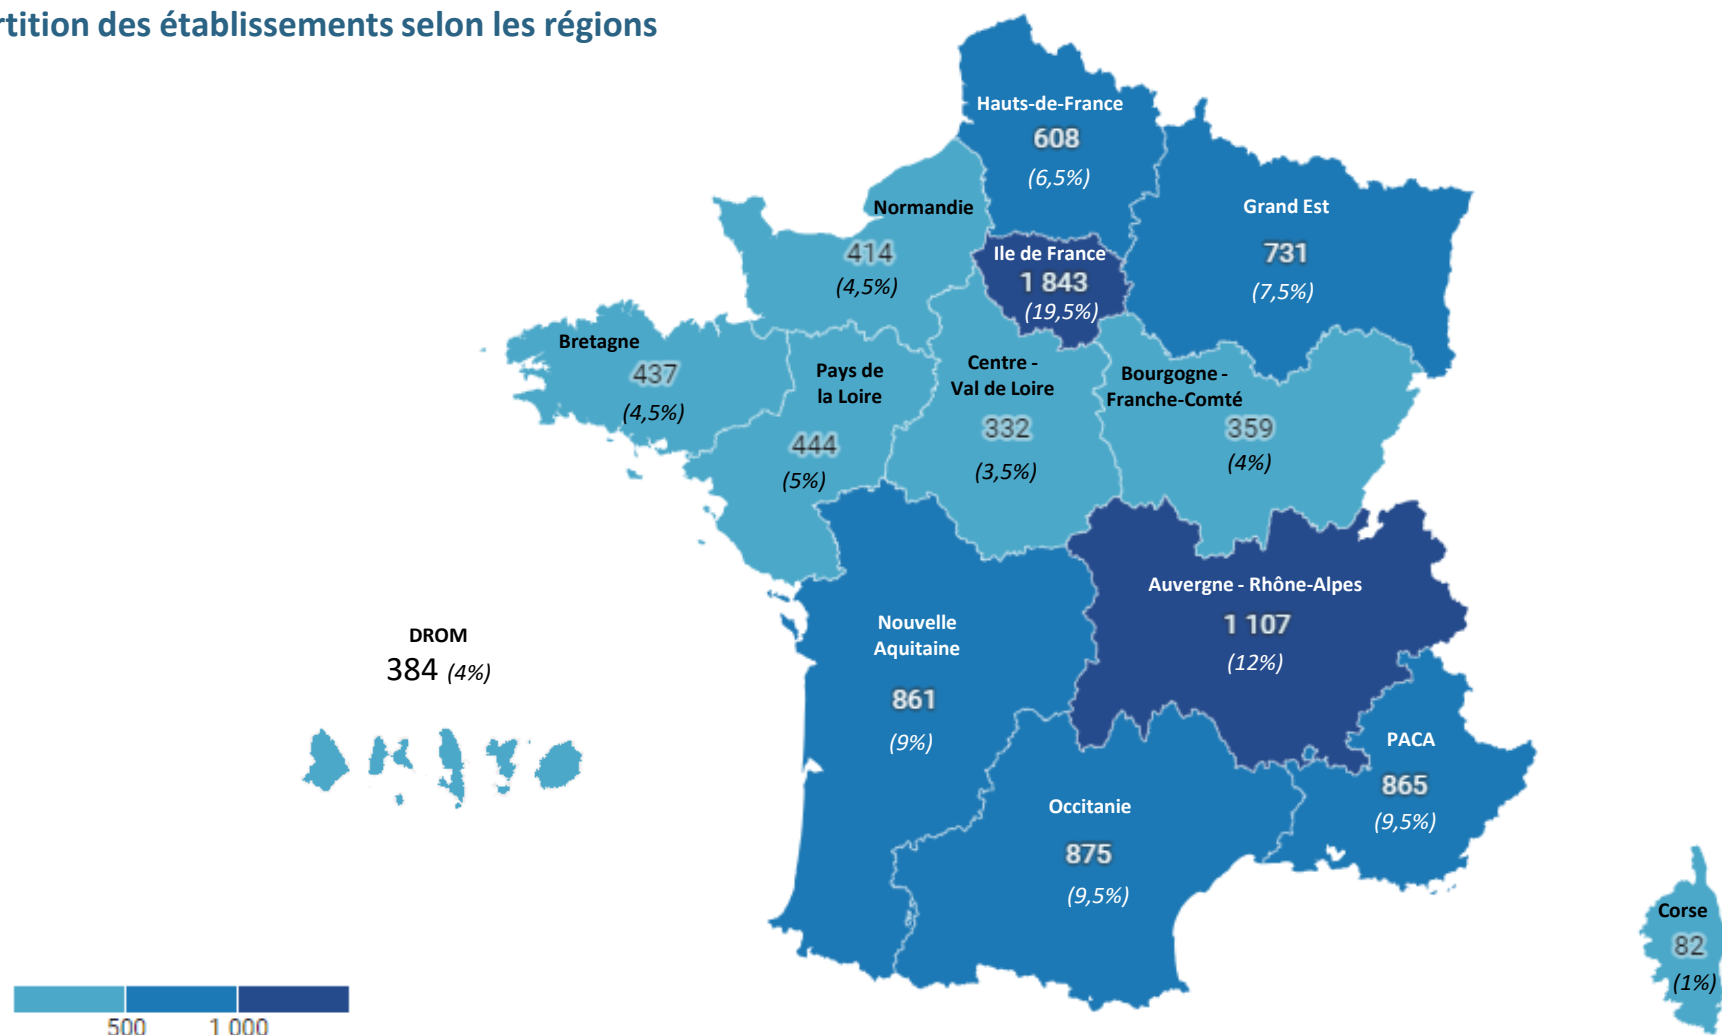 rtition des établissements selon les régions
Hauts-de-France
608
(6,5%)
Normandie
414
(4,5%)
Ile de France
1 843
(19,5%)
Grand Est
731
(7,5%)
Bretagne
437
(4,5%)
Pays de
la Loire
444
(5%)
Centre -
Val de Loire
332
(3,5%)
Bourgogne -
Franche-Comté
359
(4%)
Auvergne - Rhône-Alpes
1 107
(12%)
Nouvelle
Aquitaine
861
(9%)
DROM
384 (4%)
PACA
865
(9,5%)
Occitanie
875
(9,5%)
Corse
82
(1%)
500 1 000